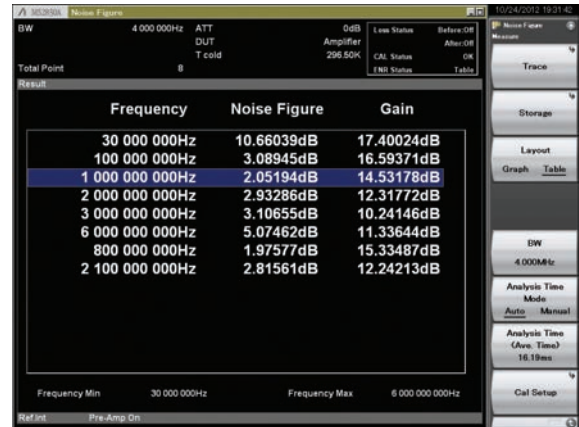 MS2850A Noise Figure
10/24/2012 19:31:42
BW 4 000 000Hz ATT 0dB Loss Status Before:Off
DUT Amplifier After:Off
T cold 296.50K CAL Status OK
Total Point 8 ENR Status Table
Result
Frequency Noise Figure Gain
30 000 000Hz 10.66039dB 17.40024dB
100 000 000Hz 3.08945dB 16.59371dB
1 000 000 000Hz 2.05194dB 14.53178dB
2 000 000 000Hz 2.93286dB 12.31772dB
3 000 000 000Hz 3.10655dB 10.24146dB
6 000 000 000Hz 5.07462dB 11.33644dB
800 000 000Hz 1.97577dB 15.33487dB
2 100 000 000Hz 2.81561dB 12.24213dB
Frequency Min 30 000 000Hz Frequency Max 6 000 000 000Hz
Ref.Int Pre-Amp On
Noise Figure
Measure
Trace
Storage
Layout
Graph Table
BW
4.000MHz
Analysis Time
Mode
Auto Manual
Analysis Time
(Ave. Time)
16.19ms
Cal Setup